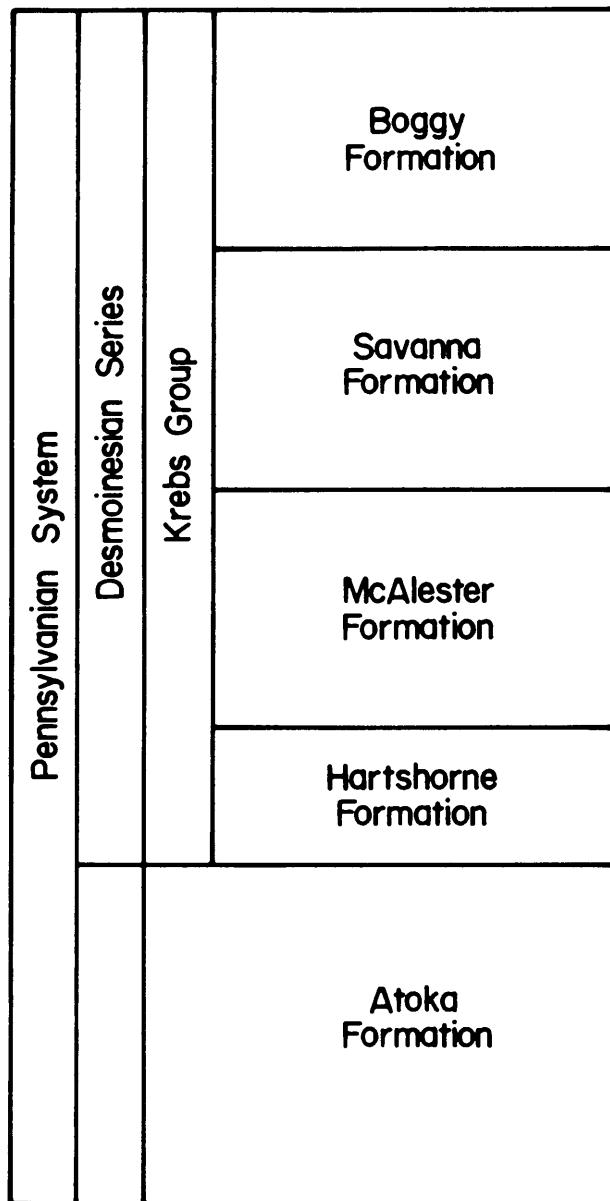 Pennsylvanian System
Desmoinesian Series
Krebs Group
Boggy
Formation
Savanna
Formation
McAlester
Formation
Hartshorne
Formation
Atoka
Formation